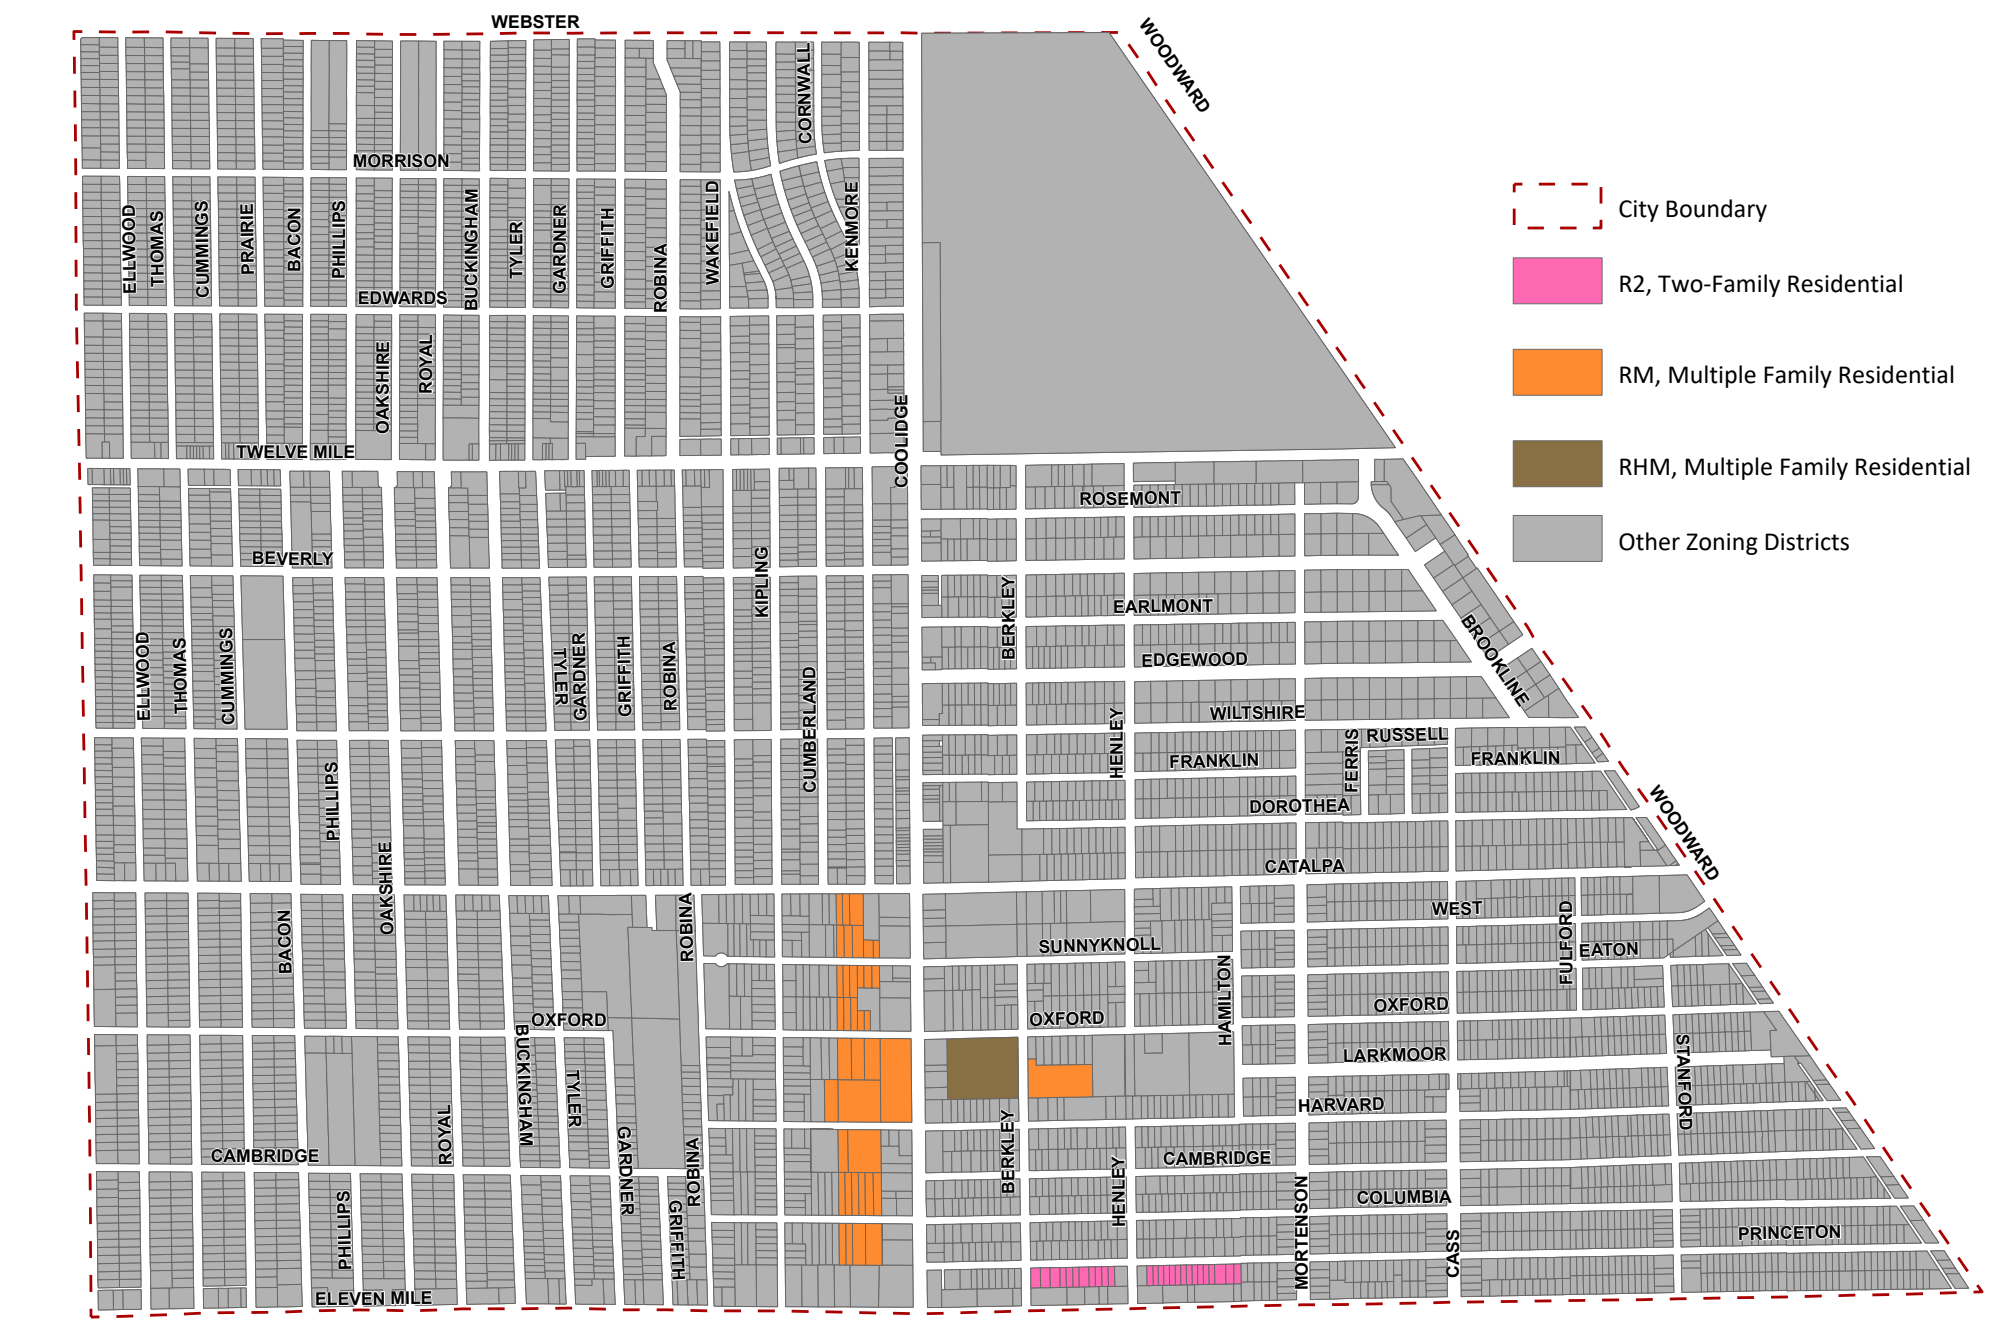 WEBSTER
WOODWARD
CORNWALL
MORRISON
ELLWOOD
THOMAS
CUMMINGS
PRAIRIE
BACON
PHILLIPS
BUCKINGHAM
TYLER
GARDNER
GRIFFITH
ROBINA
WAKEFIELD
KENMORE
City Boundary
R2, Two-Family Residential
RM, Multiple Family Residential
RHM, Multiple Family Residential
Other Zoning Districts
EDWARDS
OAKSHIRE
ROYAL
COOLIDGE
TWELVE MILE
ROSEMONT
BEVERLY
KIPLING
BERKLEY
EARLMONT
BROOKLINE
ELLWOOD
THOMAS
CUMMINGS
TYLER
GARDNER
GRIFFITH
ROBINA
EDGEWOOD
CUMBERLAND
WILTSHIRE
HENLEY
FERRIS
RUSSELL
FRANKLIN
FRANKLIN
PHILLIPS
DOROTHEA
WOODWARD
OAKSHIRE
CATALPA
BACON
ROBINA
WEST
FULFORD
SUNNYKNOLL
EATON
HAMILTON
OXFORD
OXFORD
OXFORD
BUCKINGHAM
TYLER
LARKMOOR
STANFORD
HARVARD
ROYAL
GARDNER
ROBINA
BERKLEY
CAMBRIDGE
CAMBRIDGE
HENLEY
MORTENSON
COLUMBIA
PHILLIPS
GRIFFITH
CASS
PRINCETON
ELEVEN MILE